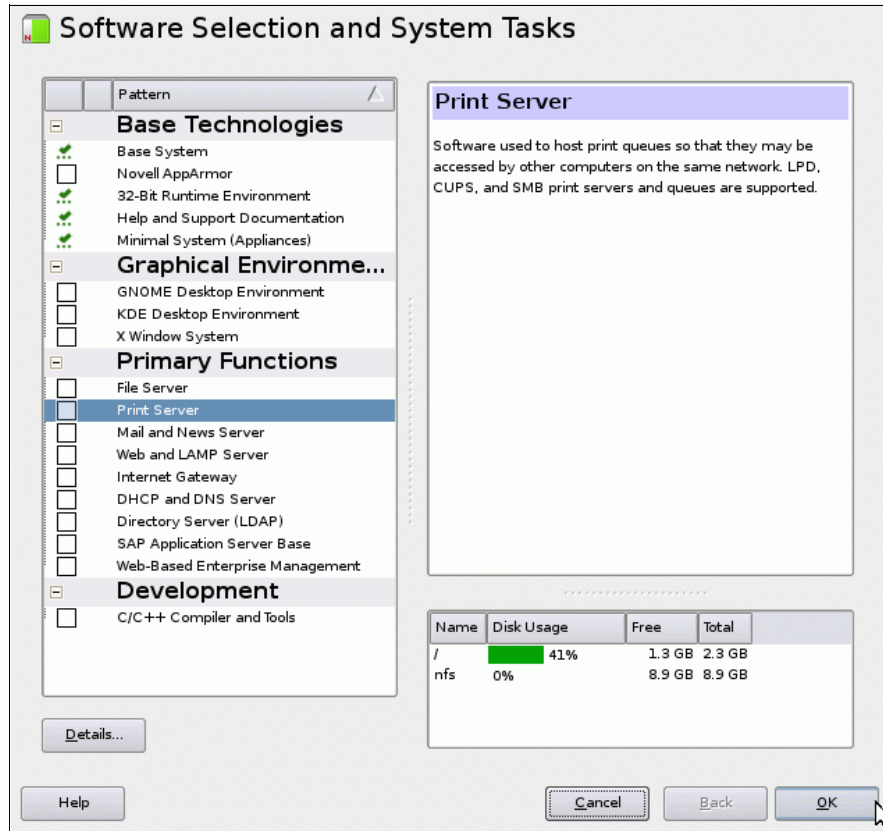 Software Selection and System Tasks
Pattern
Base Technologies
Base System
Novell AppArmor
32-Bit Runtime Environment
Help and Support Documentation
Minimal System (Appliances)
Graphical Environme...
GNOME Desktop Environment
KDE Desktop Environment
X Window System
Primary Functions
File Server
Print Server
Mail and News Server
Web and LAMP Server
Internet Gateway
DHCP and DNS Server
Directory Server (LDAP)
SAP Application Server Base
Web-Based Enterprise Management
Development
C/C++ Compiler and Tools
Details...
Print Server
Software used to host print queues so that they may be
accessed by other computers on the same network. LPD,
CUPS, and SMB print servers and queues are supported.
Name Disk Usage Free Total
/ 41% 1.3 GB 2.3 GB
nfs 0% 8.9 GB 8.9 GB
Help Cancel Back OK